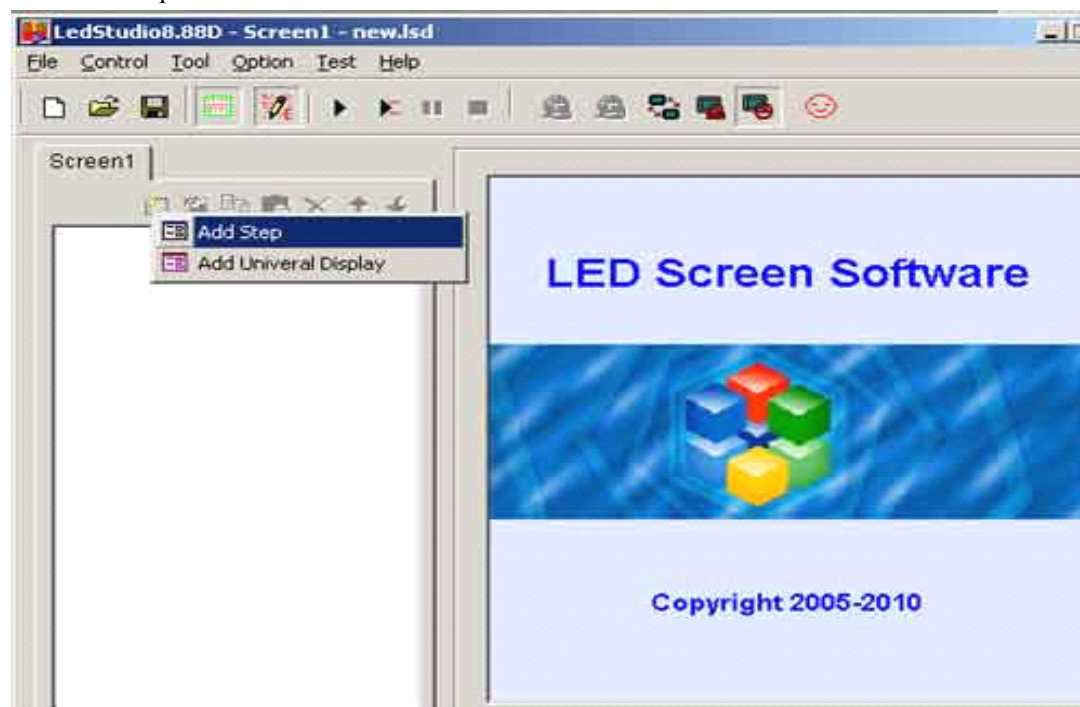 LedStudio8.88D - Screen1 - new.lsd
File Control Tool Option Test Help
Screen1
Add Step
Add Univeral Display
LED Screen Software
Copyright 2005-2010